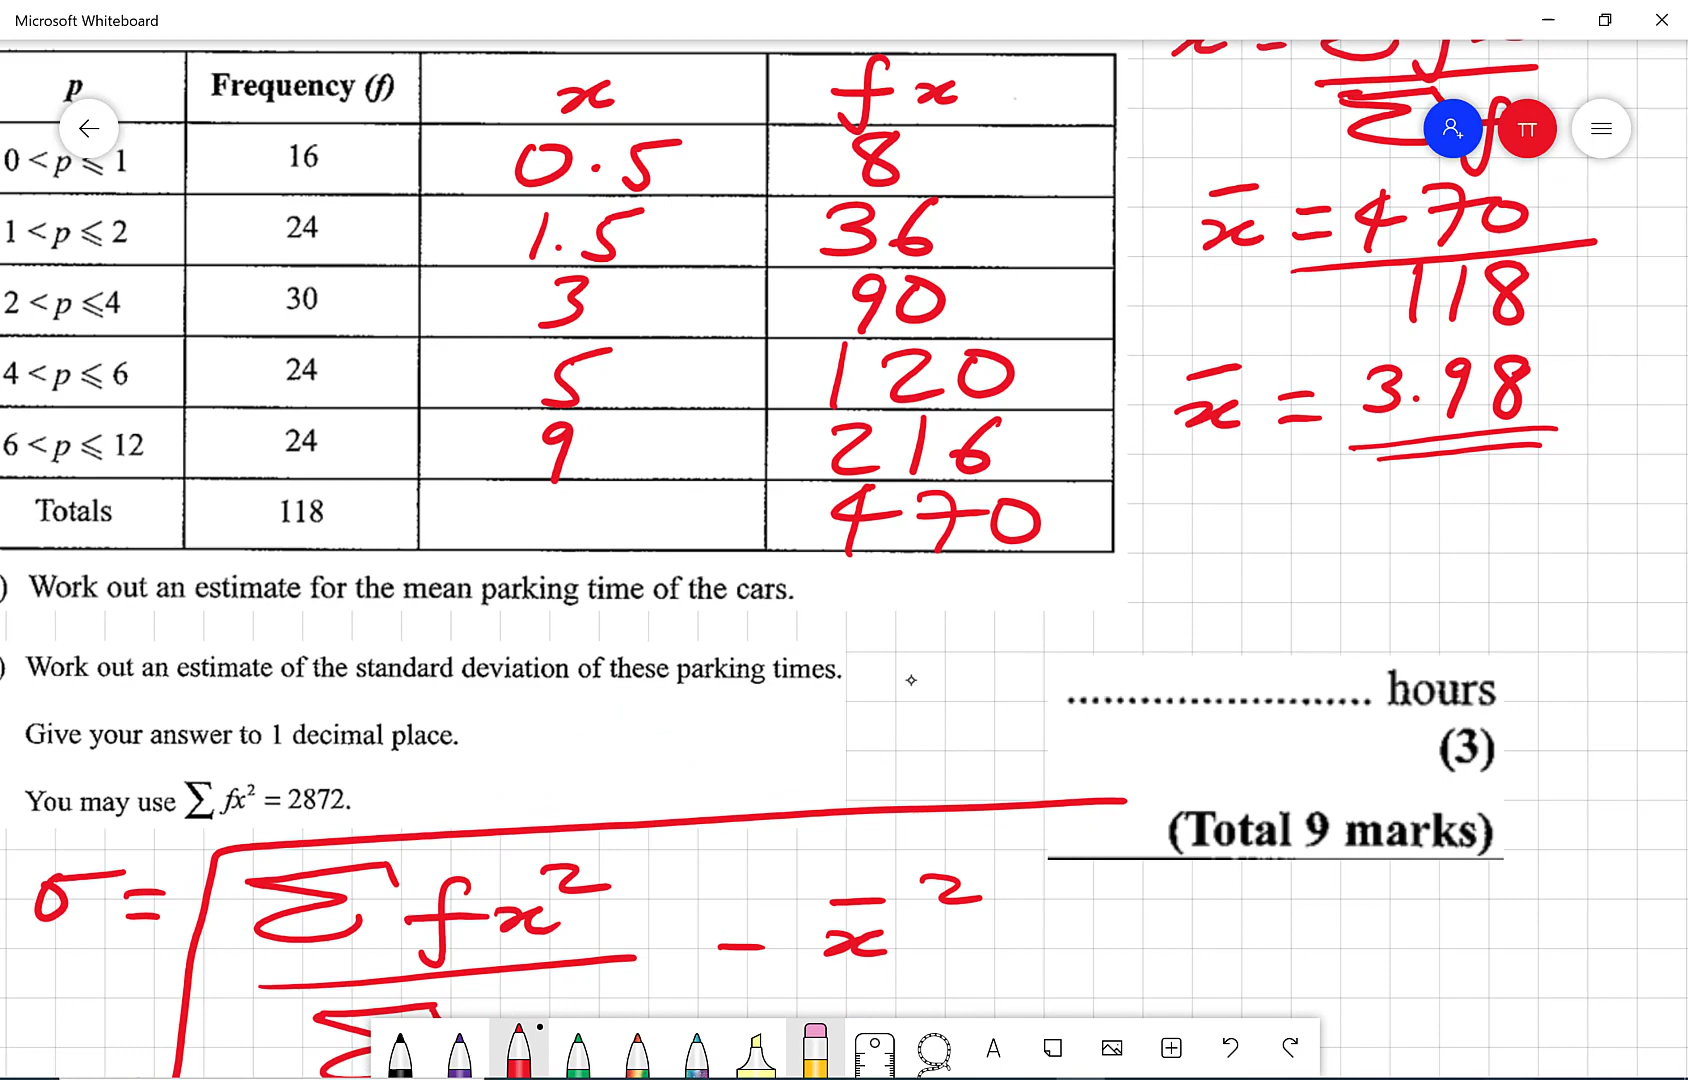 Microsoft Whiteboard
p Frequency (f) x fx
0 < p ⩽ 1 16 0.5 8
1 < p ⩽ 2 24 1.5 36
2 < p ⩽4 30 3 90
4 < p ⩽ 6 24 5 120
6 < p ⩽ 12 24 9 216
Totals 118 470
TT
x̄ = 470
118
x̄ = 3.98
) Work out an estimate for the mean parking time of the cars.
) Work out an estimate of the standard deviation of these parking times.
Give your answer to 1 decimal place.
You may use ∑ fx² = 2872.
........................... hours
(3)
(Total 9 marks)
σ = √ ∑ fx² - x̄²
∑
A